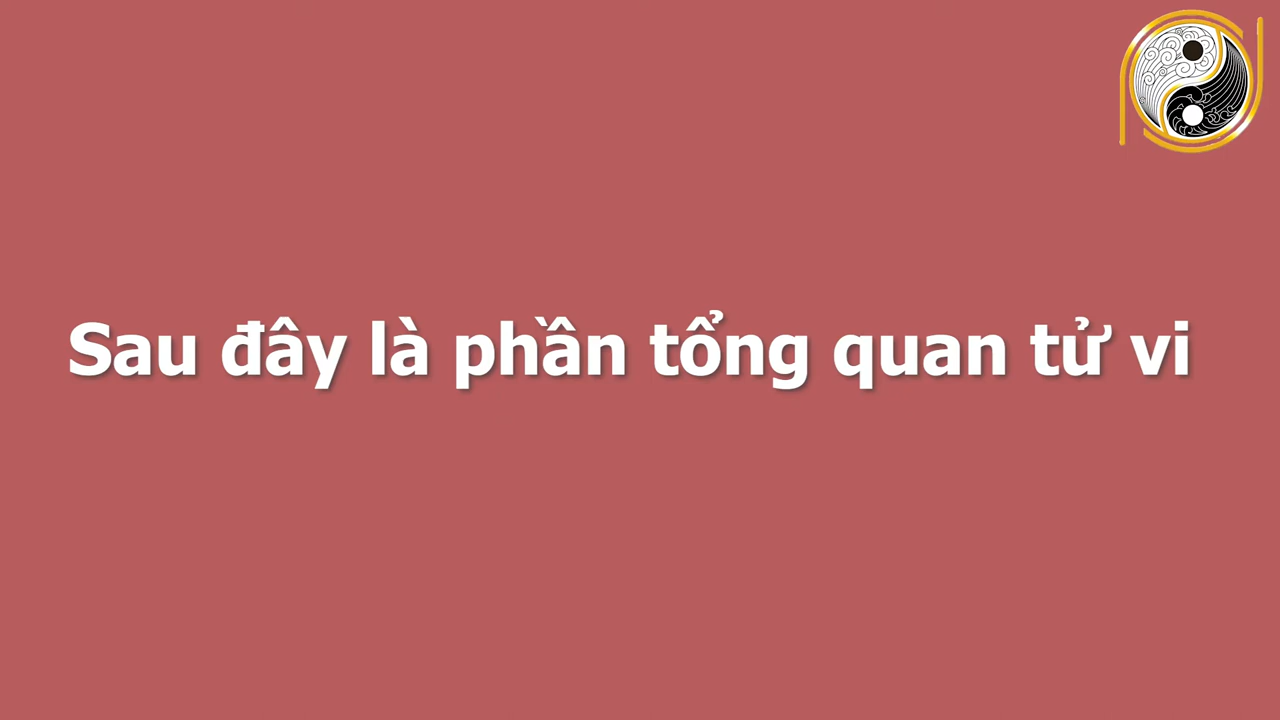 Sau đây là phần tổng quan tử vi